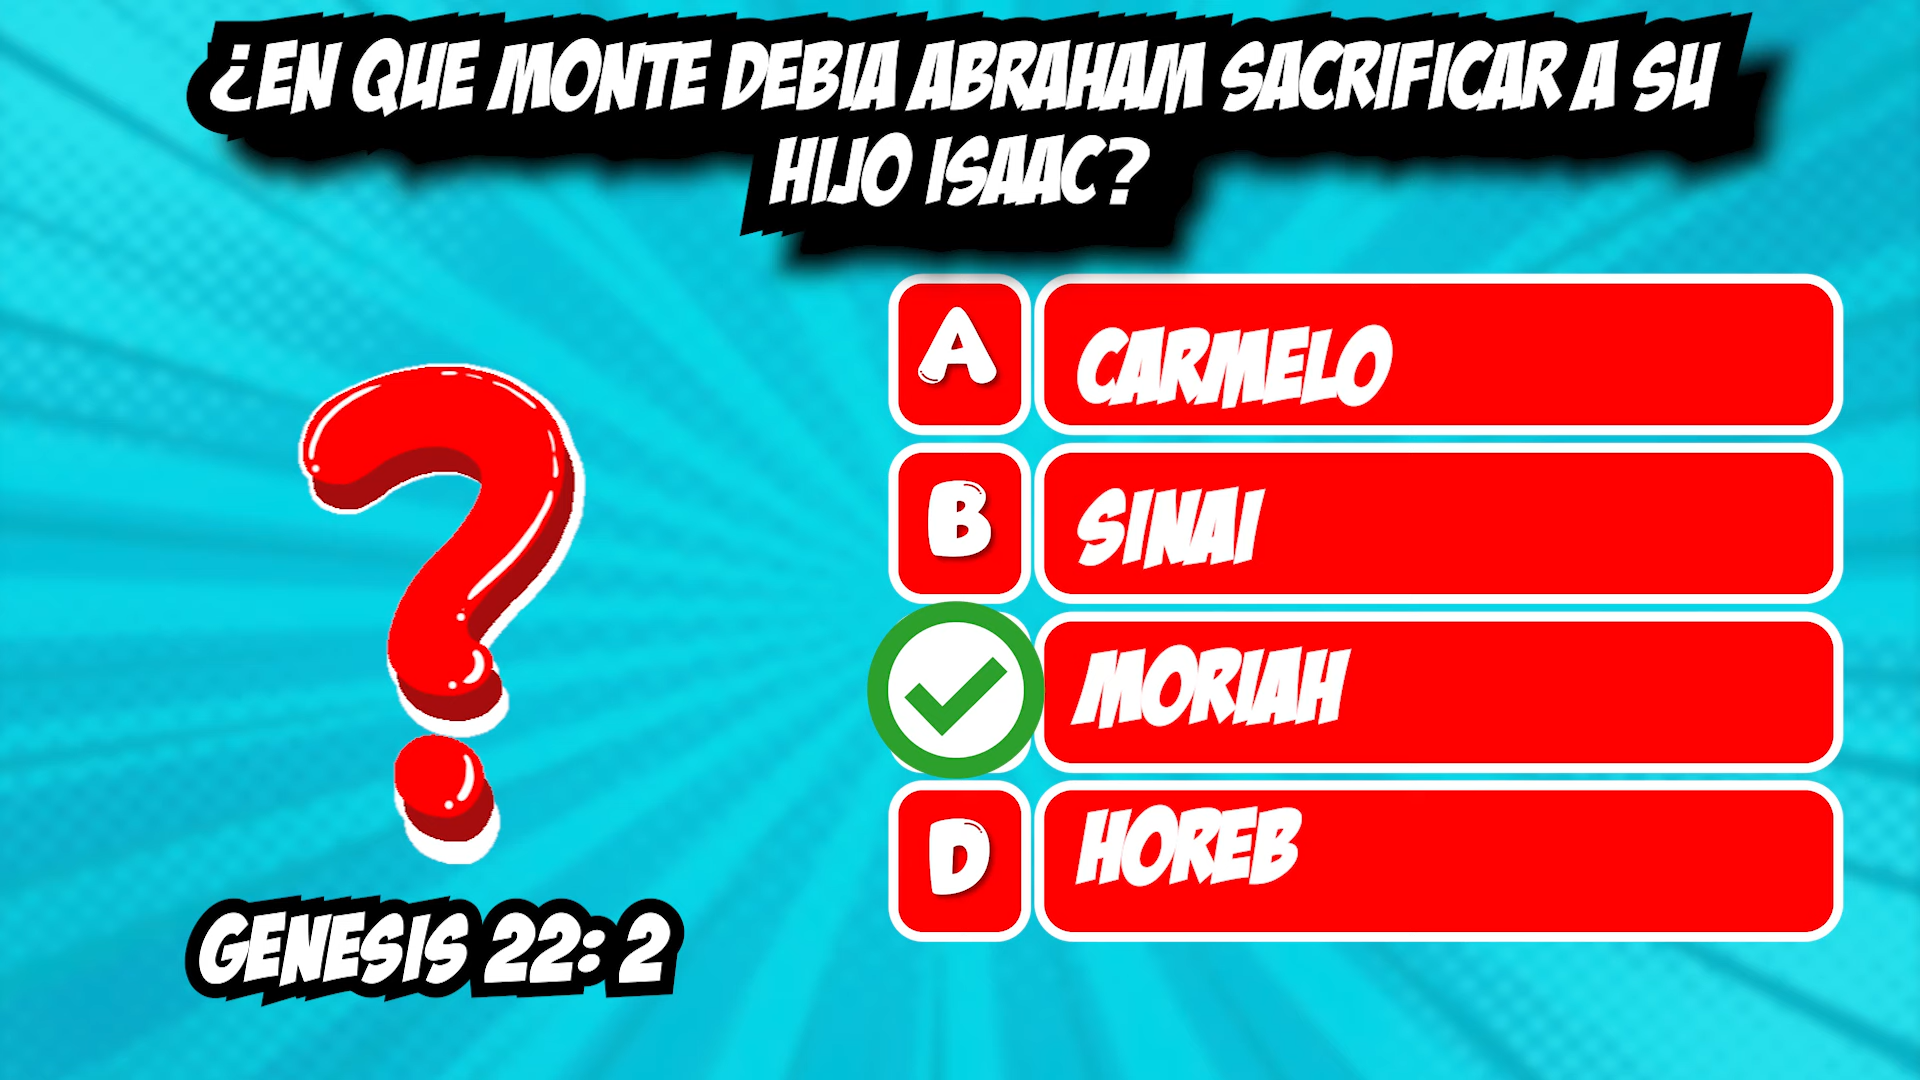 ¿EN QUE MONTE DEBIA ABRAHAM SACRIFICAR A SU
HIJO ISAAC?
A
CARMELO
B
SINAI
MORIAH
D
HOREB
GENESIS 22: 2